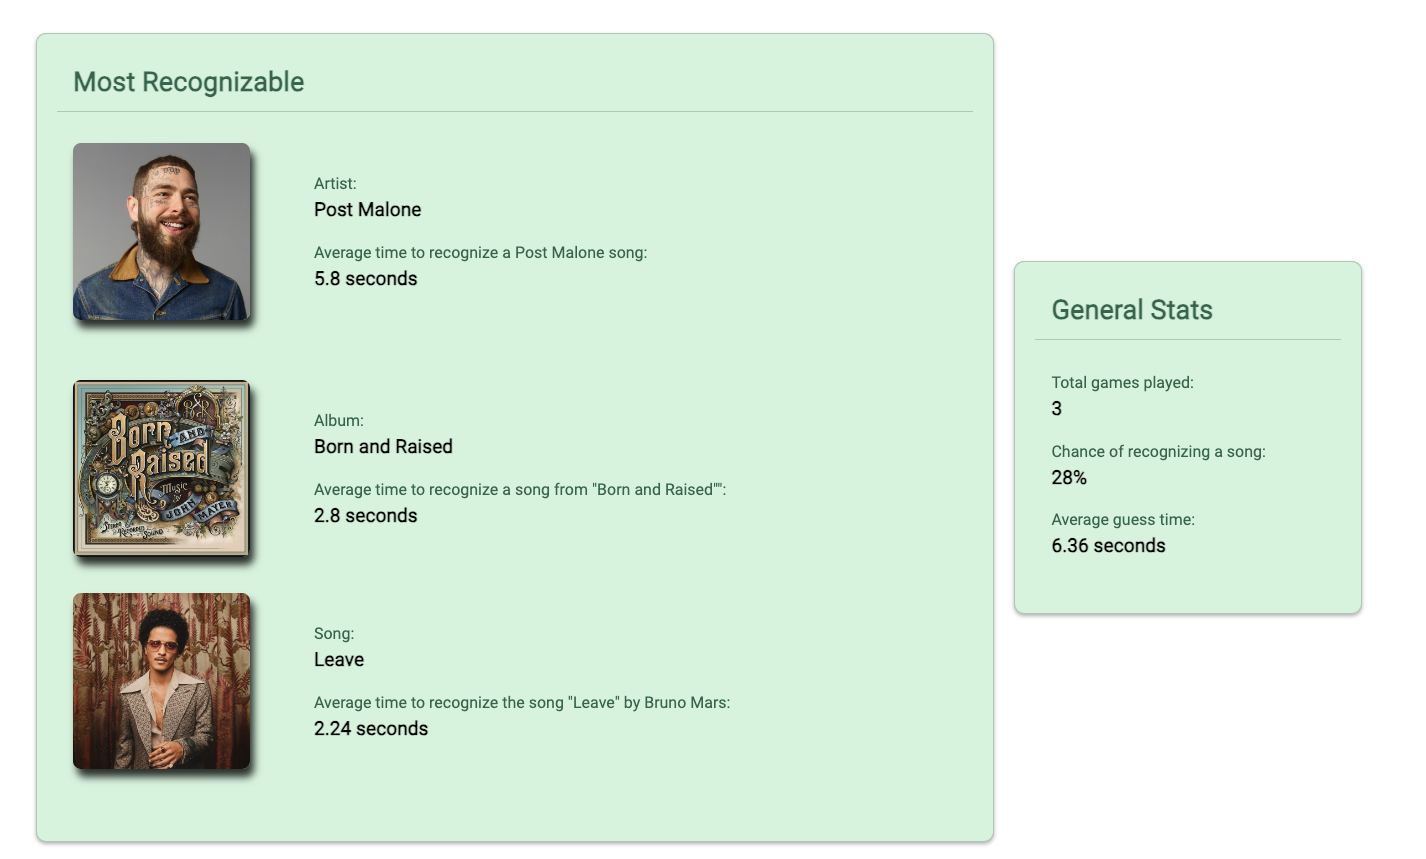 Most Recognizable
Artist:
Post Malone
Average time to recognize a Post Malone song:
5.8 seconds
Born
AND
Raised
Music
By
JOHN
MAYER
Stereo
Recorded
Sound
Album:
Born and Raised
Average time to recognize a song from "Born and Raised"":
2.8 seconds
Song:
Leave
Average time to recognize the song "Leave" by Bruno Mars:
2.24 seconds
General Stats
Total games played:
3
Chance of recognizing a song:
28%
Average guess time:
6.36 seconds